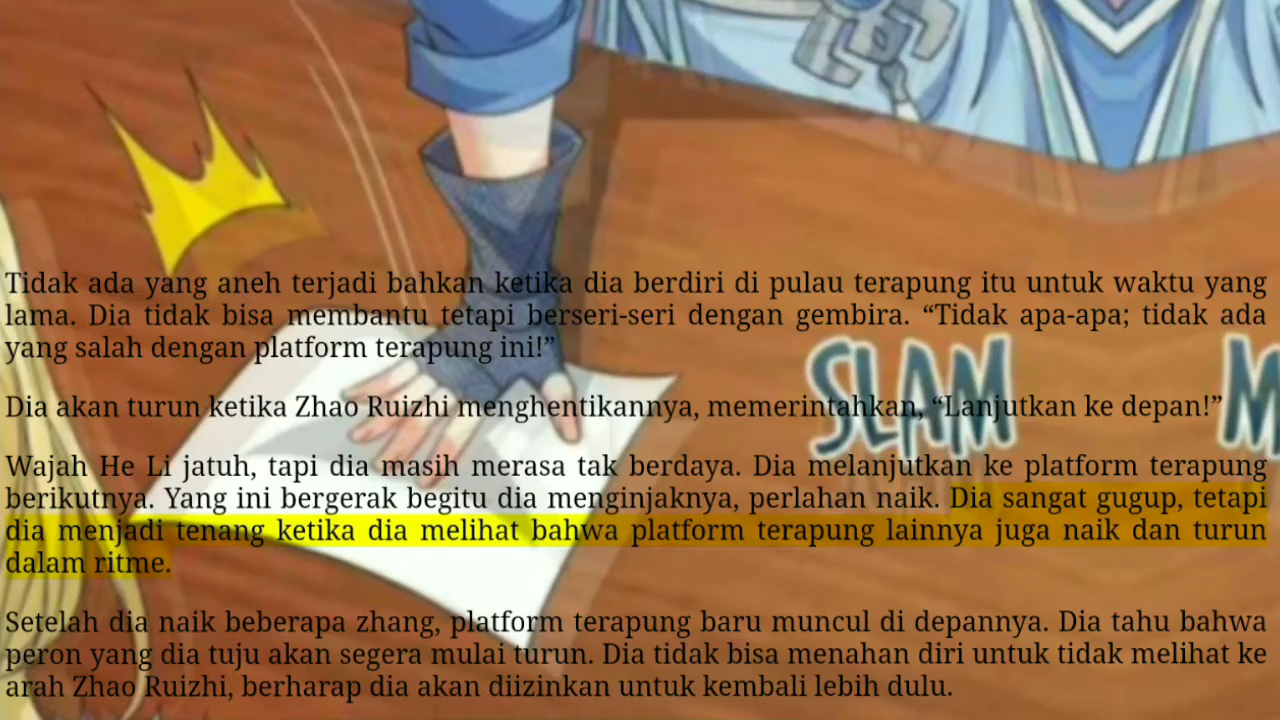 Tidak ada yang aneh terjadi bahkan ketika dia berdiri di pulau terapung itu untuk waktu yang
lama. Dia tidak bisa membantu tetapi berseri-seri dengan gembira. “Tidak apa-apa; tidak ada
yang salah dengan platform terapung ini!”
SLAM
Dia akan turun ketika Zhao Ruizhi menghentikannya, memerintahkan, “Lanjutkan ke depan!”
Wajah He Li jatuh, tapi dia masih merasa tak berdaya. Dia melanjutkan ke platform terapung
berikutnya. Yang ini bergerak begitu dia menginjaknya, perlahan naik. Dia sangat gugup, tetapi
dia menjadi tenang ketika dia melihat bahwa platform terapung lainnya juga naik dan turun
dalam ritme.
Setelah dia naik beberapa zhang, platform terapung baru muncul di depannya. Dia tahu bahwa
peron yang dia tuju akan segera mulai turun. Dia tidak bisa menahan diri untuk tidak melihat ke
arah Zhao Ruizhi, berharap dia akan diizinkan untuk kembali lebih dulu.